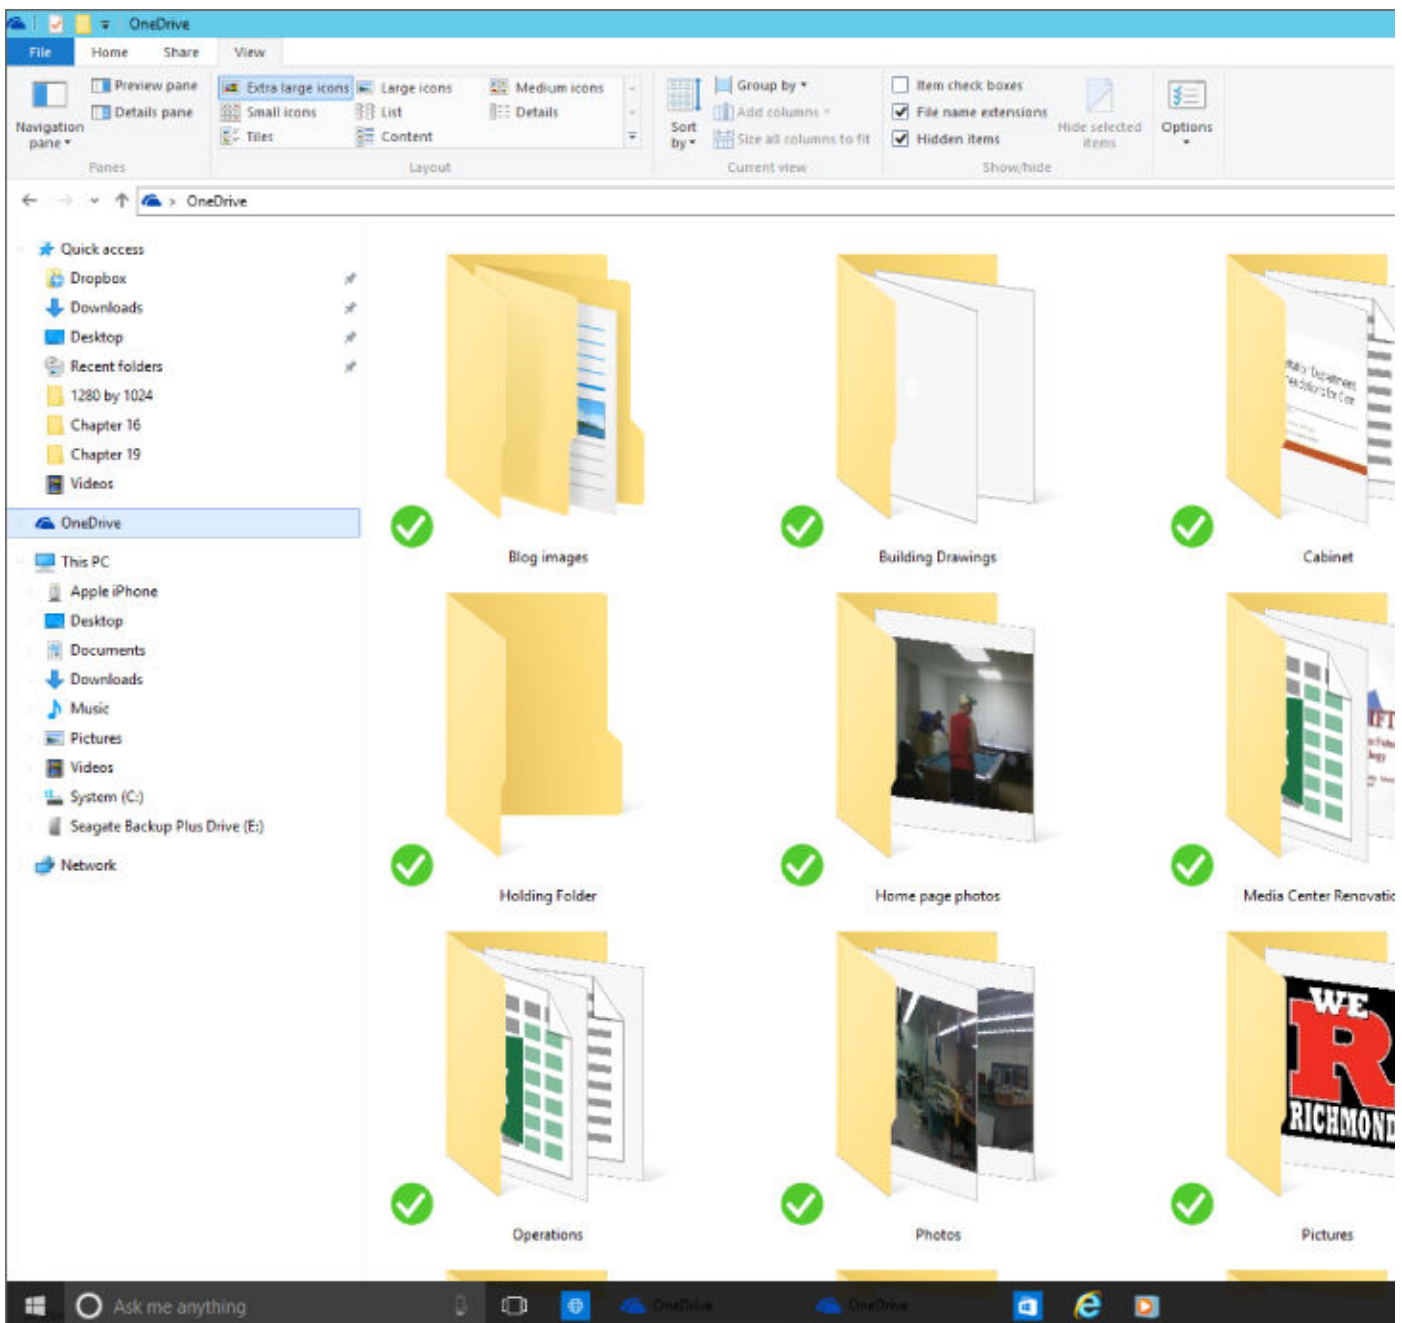 OneDrive
File Home Share View
Preview pane
Details pane
Navigation pane
Panes
Extra large icons Large icons Medium icons
Small icons List Details
Tiles Content
Layout
Sort by
Group by
Add columns
Size all columns to fit
Current view
Item check boxes
File name extensions
Hidden items
Hide selected items
Show/hide
Options
OneDrive
Quick access
Dropbox
Downloads
Desktop
Recent folders
1280 by 1024
Chapter 16
Chapter 19
Videos
OneDrive
This PC
Apple iPhone
Desktop
Documents
Downloads
Music
Pictures
Videos
System (C:)
Seagate Backup Plus Drive (E:)
Network
Blog images Building Drawings Cabinet
Holding Folder Home page photos Media Center Renovatic
WE
R
RICHMOND
Operations Photos Pictures
Ask me anything OneDrive OneDrive